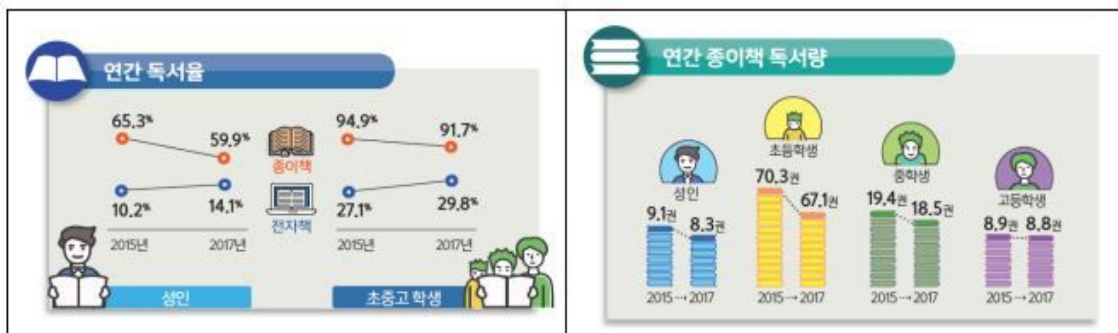 연간 독서율
65.3% 59.9% 94.9% 91.7%
종이책
10.2% 14.1% 27.1% 29.8%
전자책
2015년 2017년 2015년 2017년
성인 초중고 학생
연간 종이책 독서량
성인
9.1권 8.3권
초등학생
70.3권 67.1권
중학생
19.4권 18.5권
고등학생
8.9권 8.8권
2015→2017 2015→2017 2015→2017 2015→2017